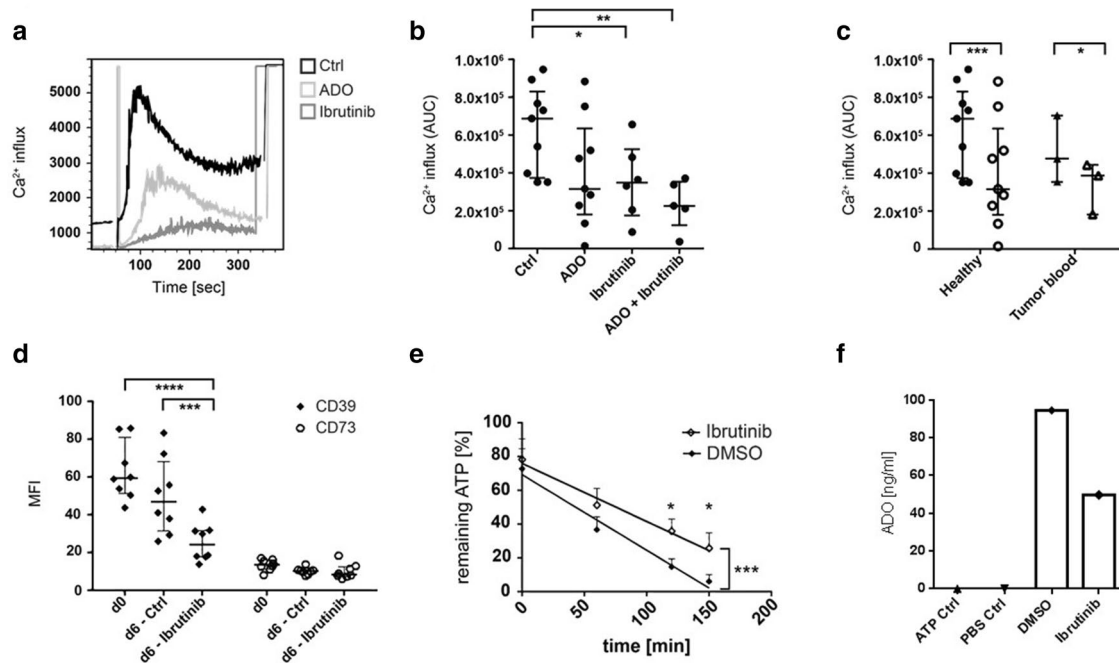 a
Ca²⁺ influx
5000
4000
3000
2000
1000
100
200
300
Time [sec]
Ctrl
ADO
Ibrutinib
b
**
*
Ca²⁺ influx (AUC)
1.0x10⁶
8.0x10⁵
6.0x10⁵
4.0x10⁵
2.0x10⁵
0
Ctrl
ADO
Ibrutinib
ADO + Ibrutinib
c
***
*
Ca²⁺ influx (AUC)
1.0x10⁶
8.0x10⁵
6.0x10⁵
4.0x10⁵
2.0x10⁵
0
Healthy
Tumor blood
d
****
***
CD39
CD73
MFI
100
80
60
40
20
0
d0
d6 - Ctrl
d6 - Ibrutinib
d0
d6 - Ctrl
d6 - Ibrutinib
e
Ibrutinib
DMSO
remaining ATP [%]
100
80
60
40
20
0
* *
***
0 50 100 150 200
time [min]
f
ADO [ng/ml]
100
80
60
40
20
0
ATP Ctrl
PBS Ctrl
DMSO
Ibrutinib